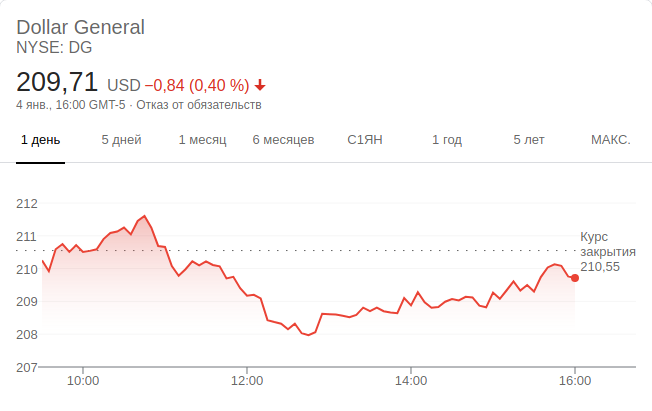 Dollar General
NYSE: DG
209,71 USD −0,84 (0,40 %)
4 янв., 16:00 GMT-5 · Отказ от обязательств
1 день 5 дней 1 месяц 6 месяцев С1ЯН 1 год 5 лет МАКС.
212
211
210
209
208
207
Курс
закрытия
210,55
10:00 12:00 14:00 16:00